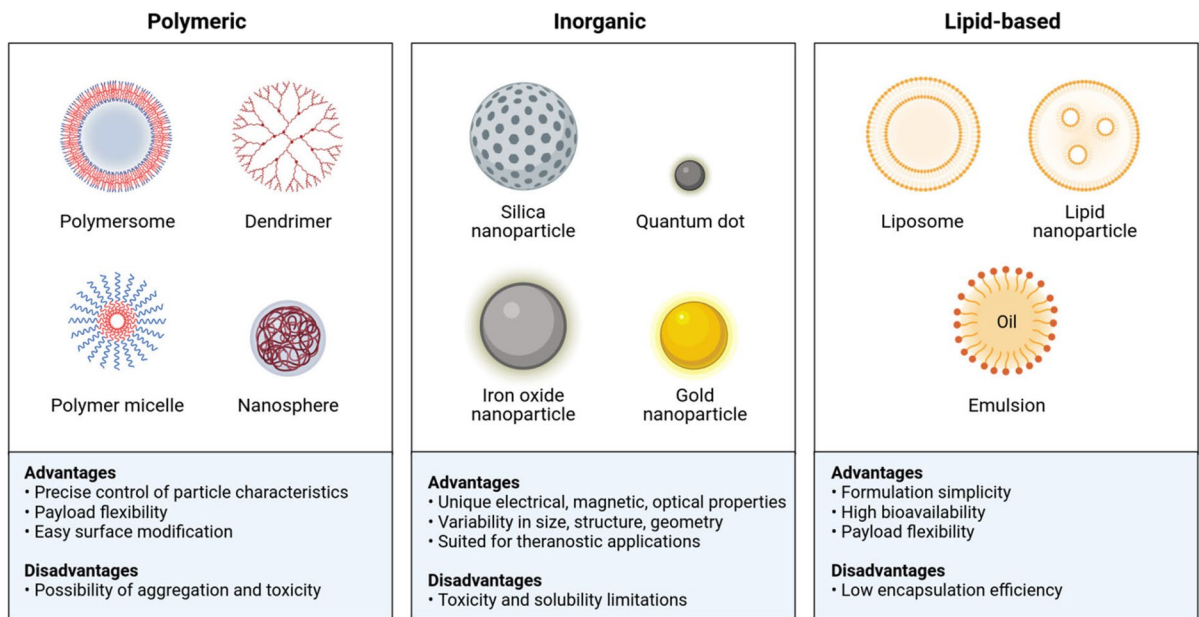 Polymeric
Polymersome
Dendrimer
Polymer micelle
Nanosphere
Advantages
• Precise control of particle characteristics
• Payload flexibility
• Easy surface modification
Disadvantages
• Possibility of aggregation and toxicity
Inorganic
Silica
nanoparticle
Quantum dot
Iron oxide
nanoparticle
Gold
nanoparticle
Advantages
• Unique electrical, magnetic, optical properties
• Variability in size, structure, geometry
• Suited for theranostic applications
Disadvantages
• Toxicity and solubility limitations
Lipid-based
Liposome
Lipid
nanoparticle
Oil
Emulsion
Advantages
• Formulation simplicity
• High bioavailability
• Payload flexibility
Disadvantages
• Low encapsulation efficiency